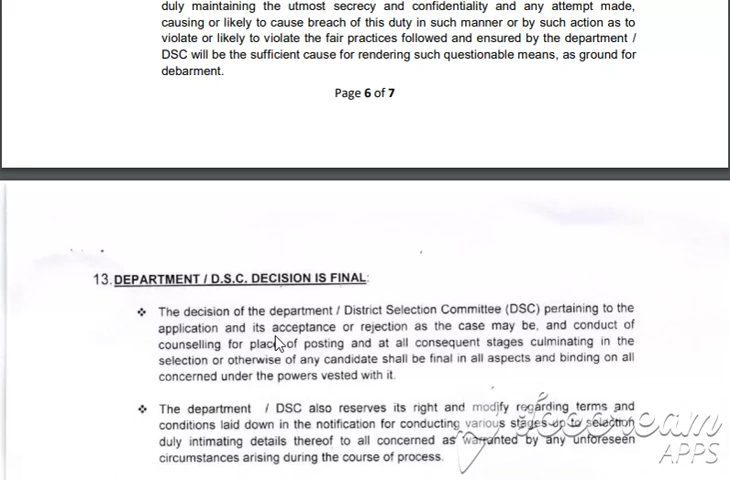 duly maintaining the utmost secrecy and confidentiality and any attempt made,
causing or likely to cause breach of this duty in such manner or by such action as to
violate or likely to violate the fair practices followed and ensured by the department /
DSC will be the sufficient cause for rendering such questionable means, as ground for
debarment.
Page 6 of 7
13. DEPARTMENT / D.S.C. DECISION IS FINAL:
❖ The decision of the department / District Selection Committee (DSC) pertaining to the
application and its acceptance or rejection as the case may be, and conduct of
counselling for place of posting and at all consequent stages culminating in the
selection or otherwise of any candidate shall be final in all aspects and binding on all
concerned under the powers vested with it.
❖ The department / DSC also reserves its right and modify regarding terms and
conditions laid down in the notification for conducting various stages up to selection
duly intimating details thereof to all concerned as warranted by any unforeseen
circumstances arising during the course of process.
Videocream
APPS